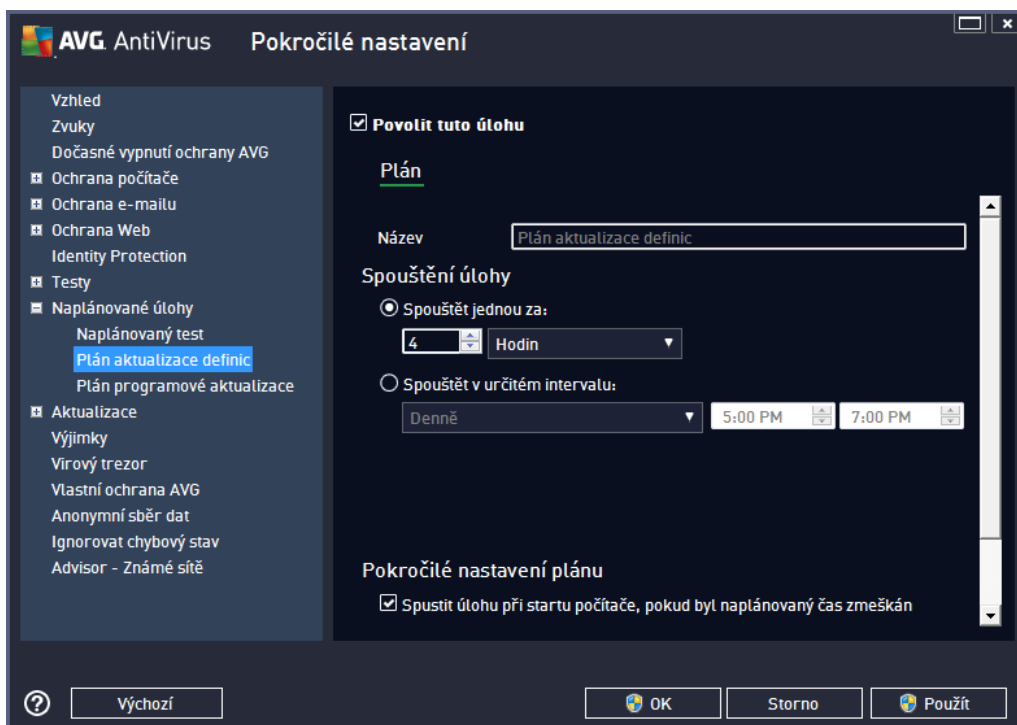 AVG. AntiVirus Pokročilé nastavení
Vzhled
Zvuky
Dočasné vypnutí ochrany AVG
Ochrana počítače
Ochrana e-mailu
Ochrana Web
Identity Protection
Testy
Naplánované úlohy
Naplánovaný test
Plán aktualizace definic
Plán programové aktualizace
Aktualizace
Výjimky
Virový trezor
Vlastní ochrana AVG
Anonymní sběr dat
Ignorovat chybový stav
Advisor - Známé sítě
Povolit tuto úlohu
Plán
Název Plán aktualizace definic
Spouštění úlohy
Spouštět jednou za:
4 Hodin
Spouštět v určitém intervalu:
Denně 5:00 PM 7:00 PM
Pokročilé nastavení plánu
Spustit úlohu při startu počítače, pokud byl naplánovaný čas zmeškán
? Výchozí OK Storno Použít